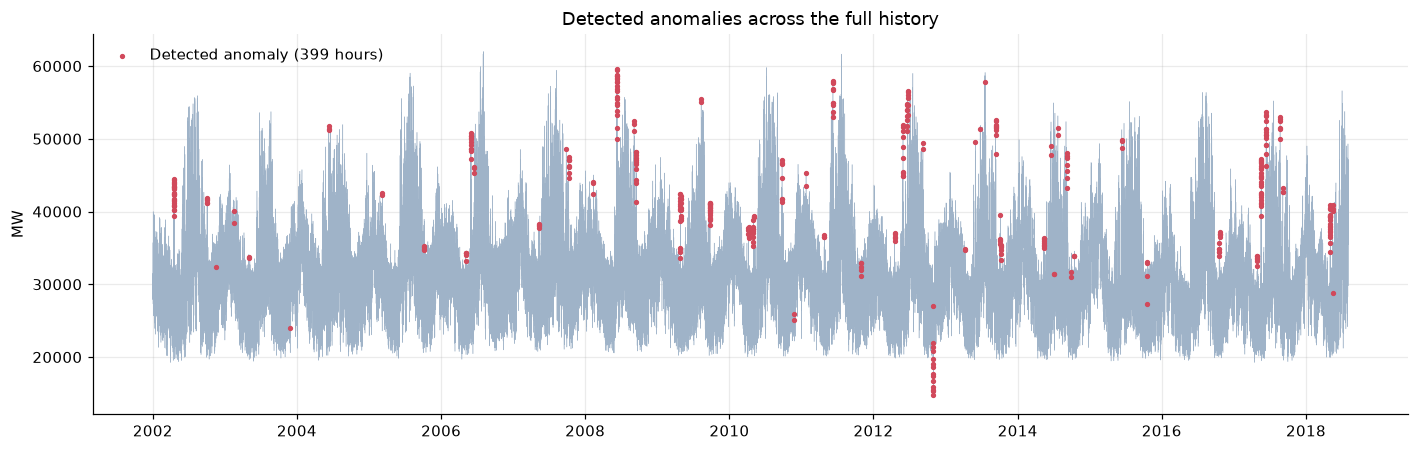 Detected anomalies across the full history
Detected anomaly (399 hours)
MW
60000
50000
40000
30000
20000
2002 2004 2006 2008 2010 2012 2014 2016 2018